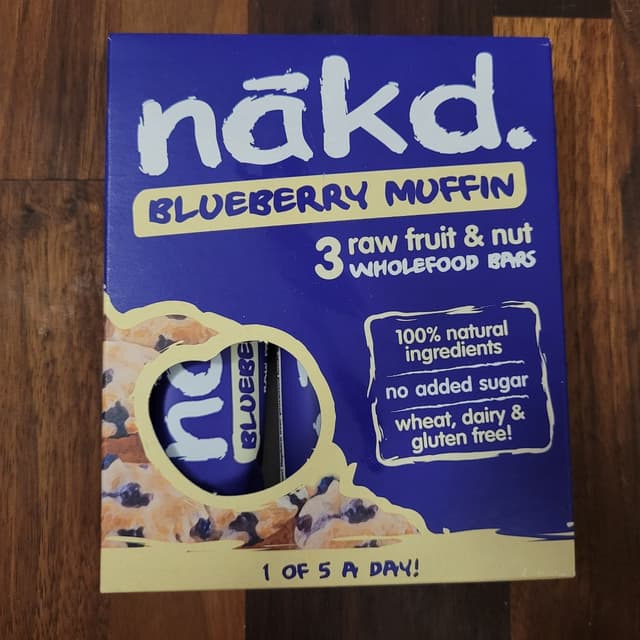 nākd.
BLUEBERRY MUFFIN
3 raw fruit & nut
WHOLEFOOD BARS
100% natural
ingredients
no added sugar
wheat, dairy &
gluten free!
BLUEBE
1 OF 5 A DAY!